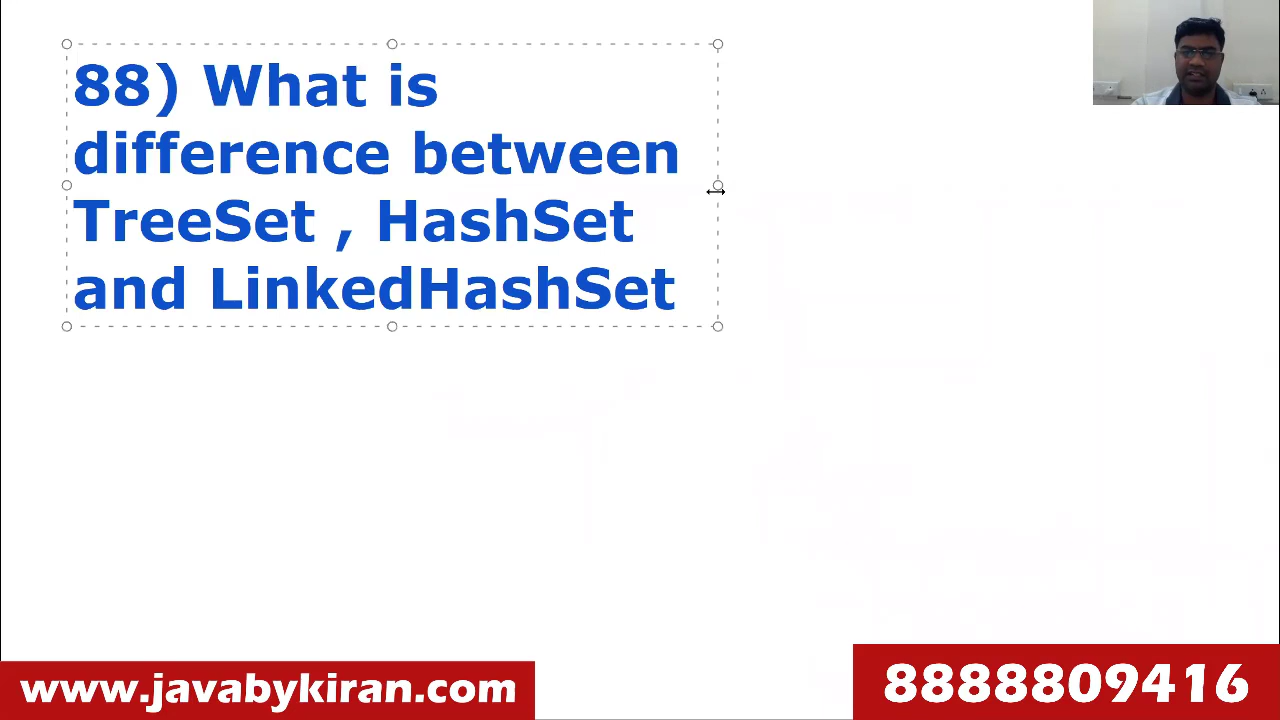 88) What is
difference between
TreeSet , HashSet
and LinkedHashSet
www.javabykiran.com
8888809416